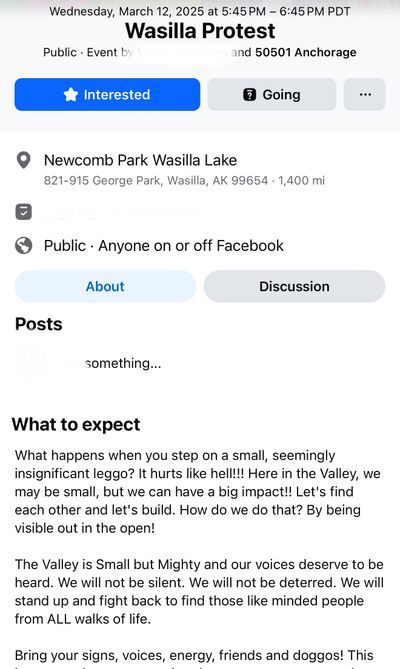 Wednesday, March 12, 2025 at 5:45 PM – 6:45 PM PDT
Wasilla Protest
Public · Event by and 50501 Anchorage
Interested
Going
Newcomb Park Wasilla Lake
821-915 George Park, Wasilla, AK 99654 · 1,400 mi
Public · Anyone on or off Facebook
About
Discussion
Posts
something...
What to expect
What happens when you step on a small, seemingly
insignificant leggo? It hurts like hell!!! Here in the Valley, we
may be small, but we can have a big impact!! Let's find
each other and let's build. How do we do that? By being
visible out in the open!
The Valley is Small but Mighty and our voices deserve to be
heard. We will not be silent. We will not be deterred. We will
stand up and fight back to find those like minded people
from ALL walks of life.
Bring your signs, voices, energy, friends and doggos! This